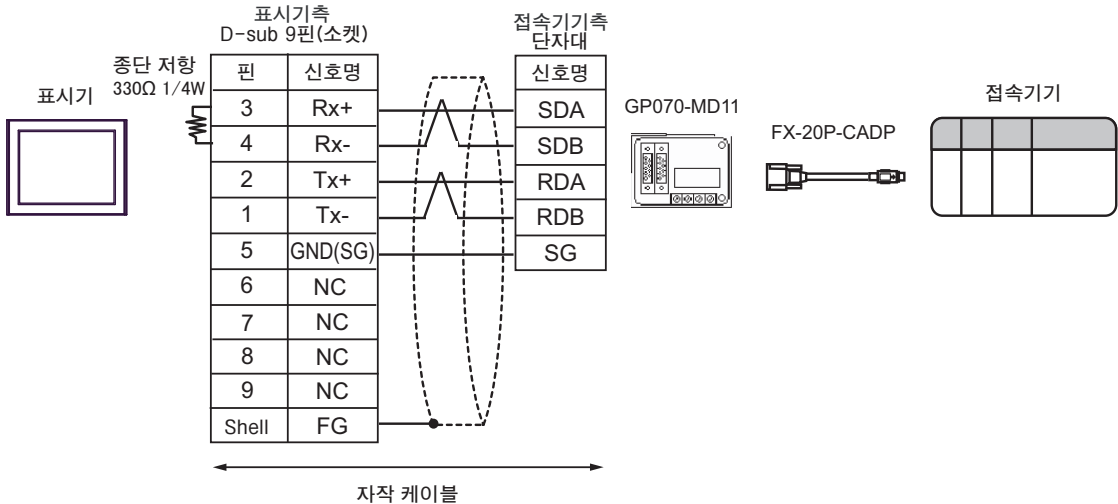 표시기측
D-sub 9핀(소켓)
접속기기측
단자대
종단 저항
330Ω 1/4W
표시기
핀 신호명
신호명
3 Rx+ SDA
4 Rx- SDB
2 Tx+ RDA
1 Tx- RDB
5 GND(SG) SG
6 NC
7 NC
8 NC
9 NC
Shell FG
GP070-MD11
FX-20P-CADP
접속기기
자작 케이블